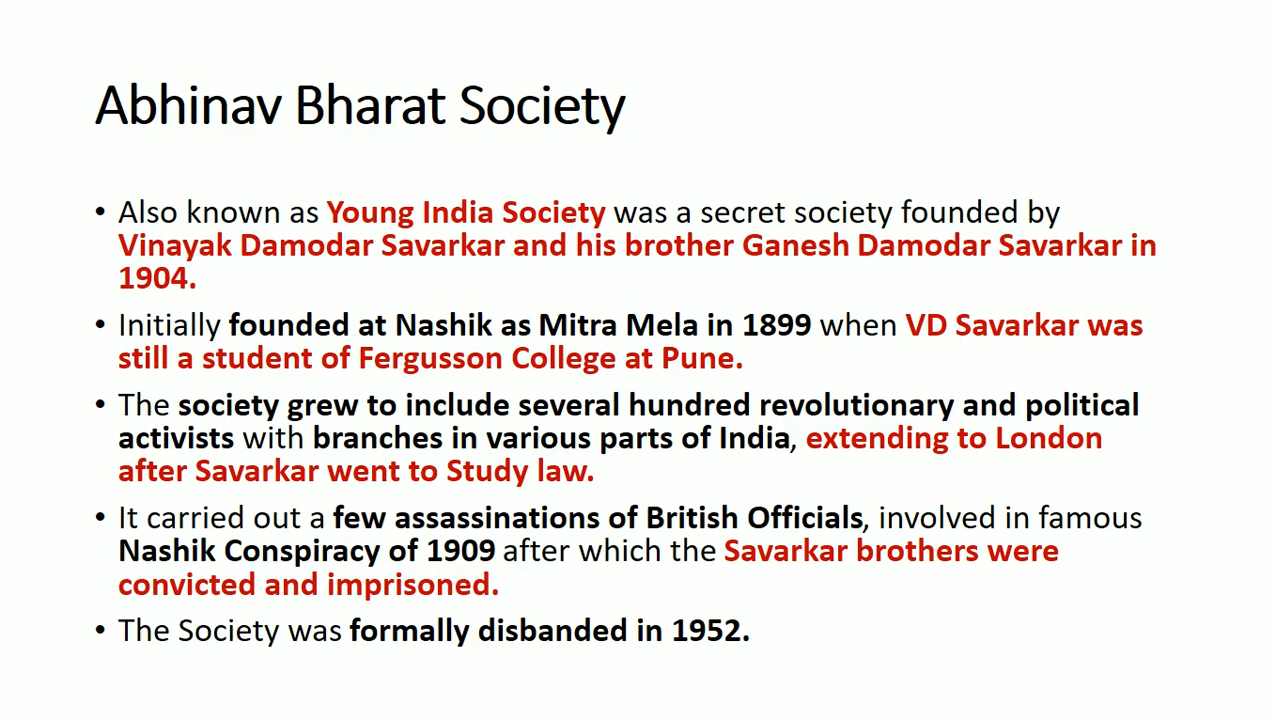 Abhinav Bharat Society
• Also known as Young India Society was a secret society founded by
Vinayak Damodar Savarkar and his brother Ganesh Damodar Savarkar in
1904.
• Initially founded at Nashik as Mitra Mela in 1899 when VD Savarkar was
still a student of Fergusson College at Pune.
• The society grew to include several hundred revolutionary and political
activists with branches in various parts of India, extending to London
after Savarkar went to Study law.
• It carried out a few assassinations of British Officials, involved in famous
Nashik Conspiracy of 1909 after which the Savarkar brothers were
convicted and imprisoned.
• The Society was formally disbanded in 1952.